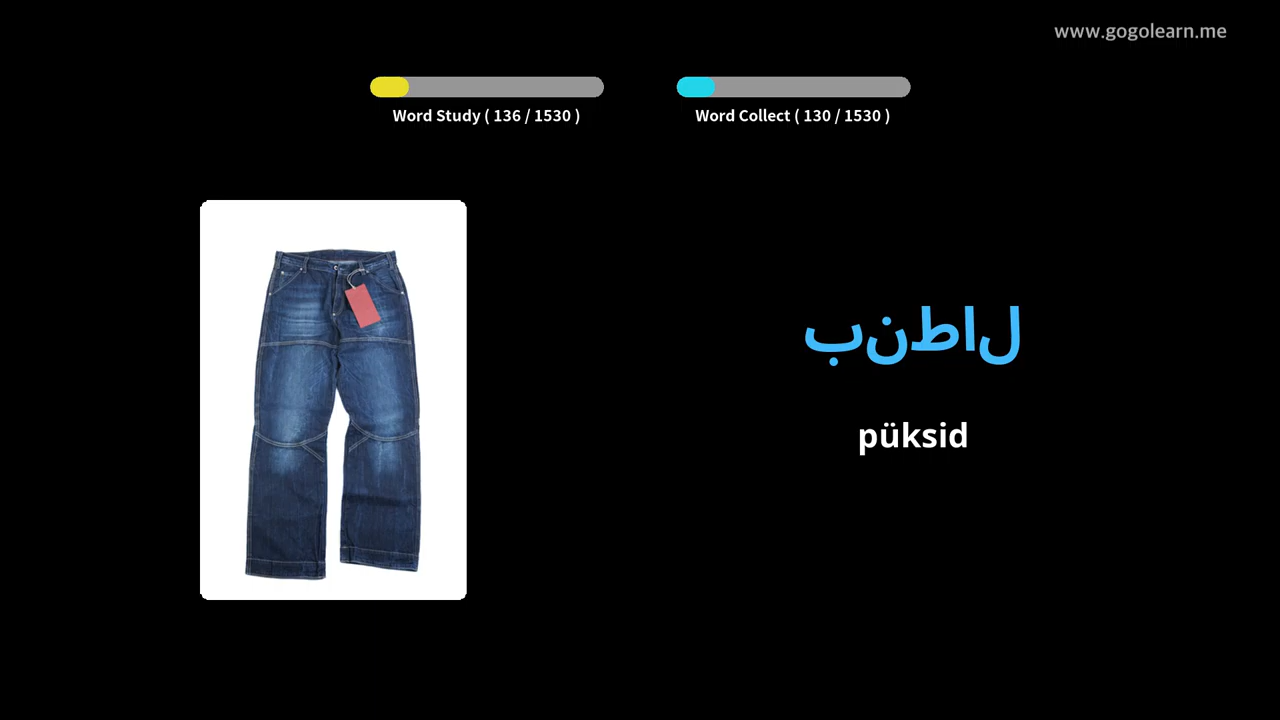 www.gogolearn.me
Word Study ( 136 / 1530 )
Word Collect ( 130 / 1530 )
بنطال
püksid